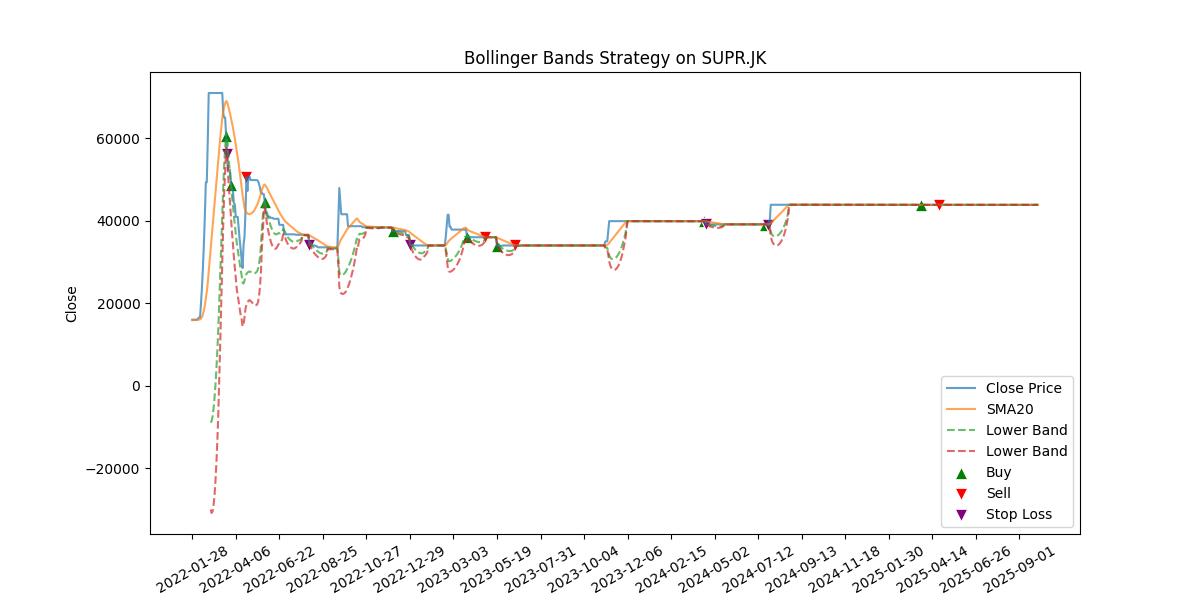 Bollinger Bands Strategy on SUPR.JK
Close
60000
40000
20000
0
−20000
Close Price
SMA20
Lower Band
Lower Band
Buy
Sell
Stop Loss
2022-01-28
2022-04-06
2022-06-22
2022-08-25
2022-10-27
2022-12-29
2023-03-03
2023-05-19
2023-07-31
2023-10-04
2023-12-06
2024-02-15
2024-05-02
2024-07-12
2024-09-13
2024-11-18
2025-01-30
2025-04-14
2025-06-26
2025-09-01